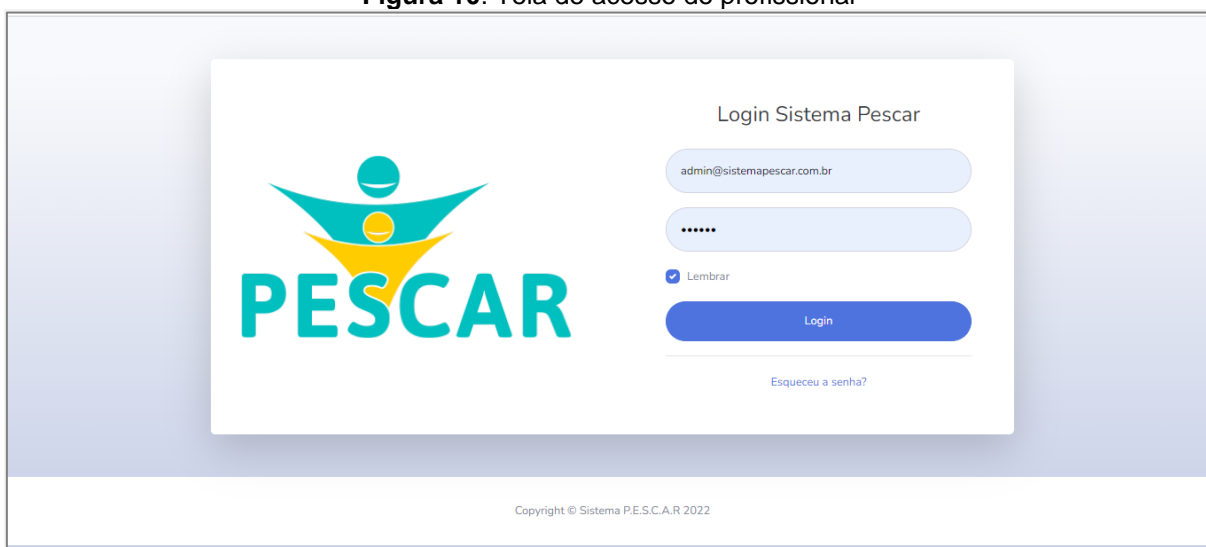 Figura 10. Tela de acesso do profissional
Login Sistema Pescar
admin@sistemapescar.com.br
••••••
Lembrar
Login
Esqueceu a senha?
PESCAR
Copyright © Sistema P.E.S.C.A.R 2022